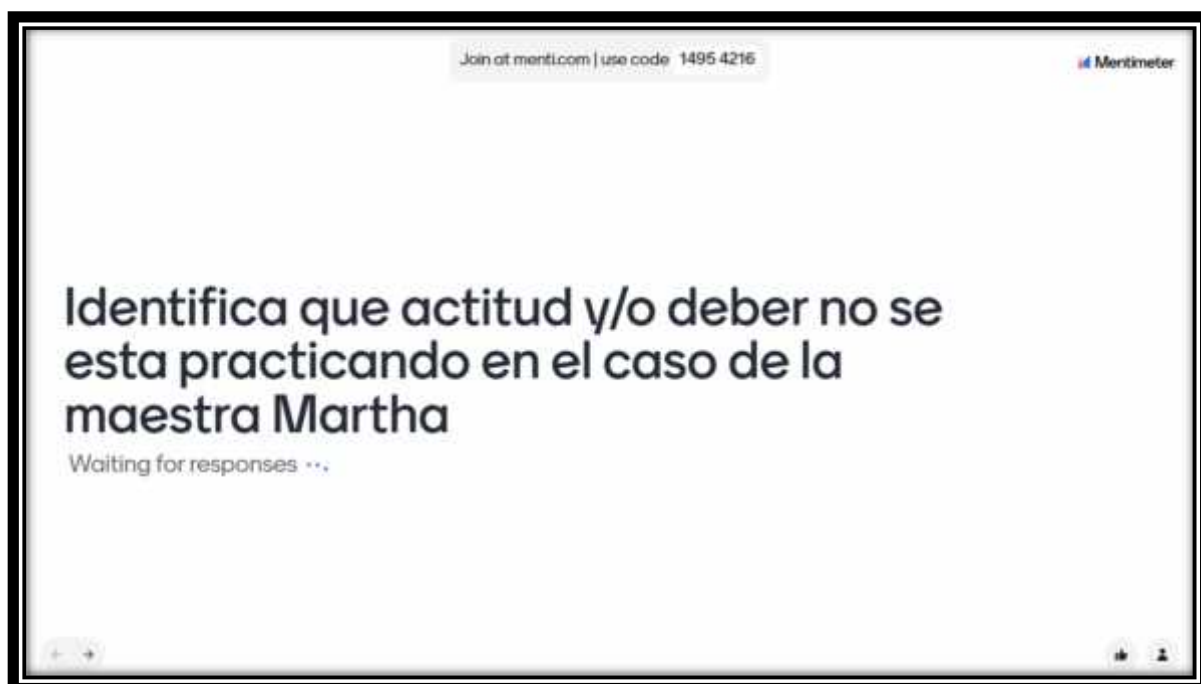 Join at menti.com | use code 1495 4216
Mentimeter
Identifica que actitud y/o deber no se
esta practicando en el caso de la
maestra Martha
Waiting for responses